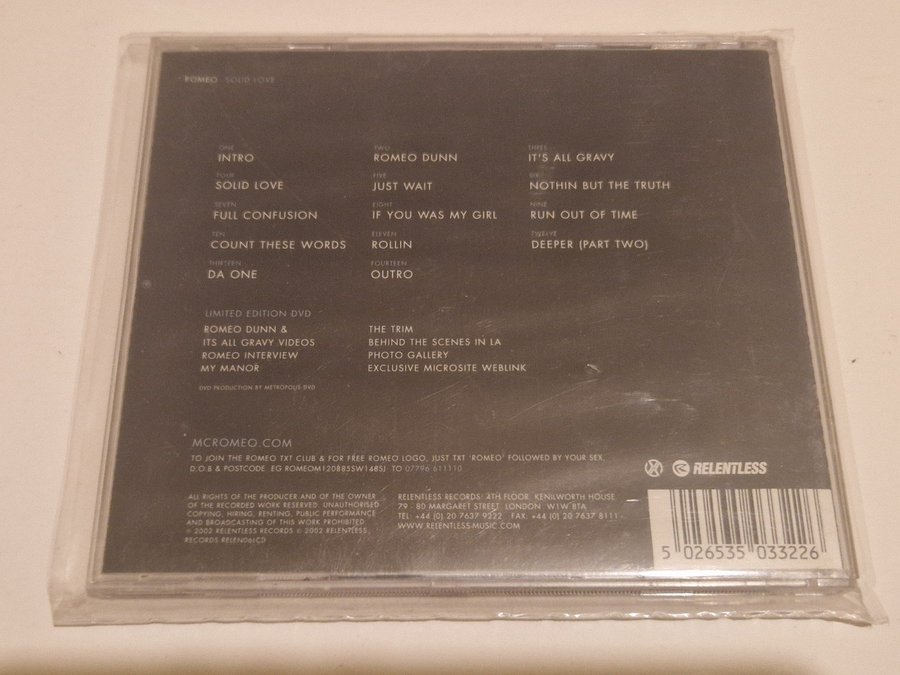 ROMEO SOLID LOVE
ONE TWO THREE
INTRO ROMEO DUNN IT'S ALL GRAVY
FOUR FIVE SIX
SOLID LOVE JUST WAIT NOTHIN BUT THE TRUTH
SEVEN EIGHT NINE
FULL CONFUSION IF YOU WAS MY GIRL RUN OUT OF TIME
TEN ELEVEN TWELVE
COUNT THESE WORDS ROLLIN DEEPER (PART TWO)
THIRTEEN FOURTEEN
DA ONE OUTRO
LIMITED EDITION DVD
ROMEO DUNN &
ITS ALL GRAVY VIDEOS
ROMEO INTERVIEW
MY MANOR
THE TRIM
BEHIND THE SCENES IN LA
PHOTO GALLERY
EXCLUSIVE MICROSITE WEBLINK
DVD PRODUCTION BY METROPOLIS DVD
MCROMEO.COM
TO JOIN THE ROMEO TXT CLUB & FOR FREE ROMEO LOGO, JUST TXT 'ROMEO' FOLLOWED BY YOUR SEX,
D.O.B & POSTCODE. EG ROMEOM120885SW148SJ TO 07796 611110
RELENTLESS
ALL RIGHTS OF THE PRODUCER AND OF THE OWNER
OF THE RECORDED WORK RESERVED. UNAUTHORISED
COPYING, HIRING, RENTING, PUBLIC PERFORMANCE
AND BROADCASTING OF THIS WORK PROHIBITED
℗ 2002 RELENTLESS RECORDS © 2002 RELENTLESS
RECORDS RELEN06CD
RELENTLESS RECORDS: 4TH FLOOR, KENILWORTH HOUSE
79 - 80 MARGARET STREET LONDON W1W 8TA
TEL: +44 (0) 20 7637 9322 FAX: +44 (0) 20 7637 8111
WWW.RELENTLESS-MUSIC.COM
5 026535 033226